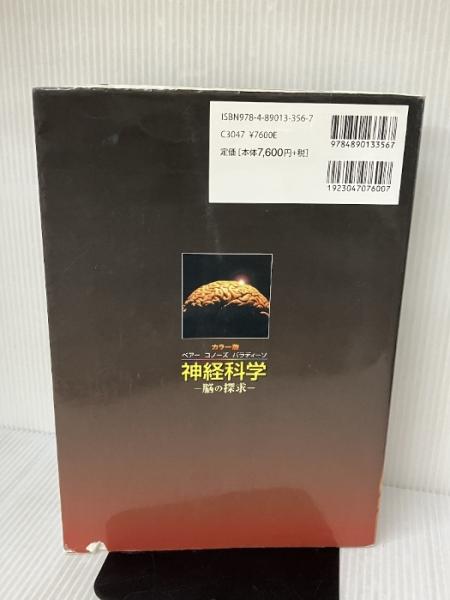 ISBN978-4-89013-356-7
C3047 ¥7600E
定価[本体7,600円+税]
9784890133567
1923047076007
カラー版
ベアー コノーズ パラディーソ
神経科学
—脳の探求—